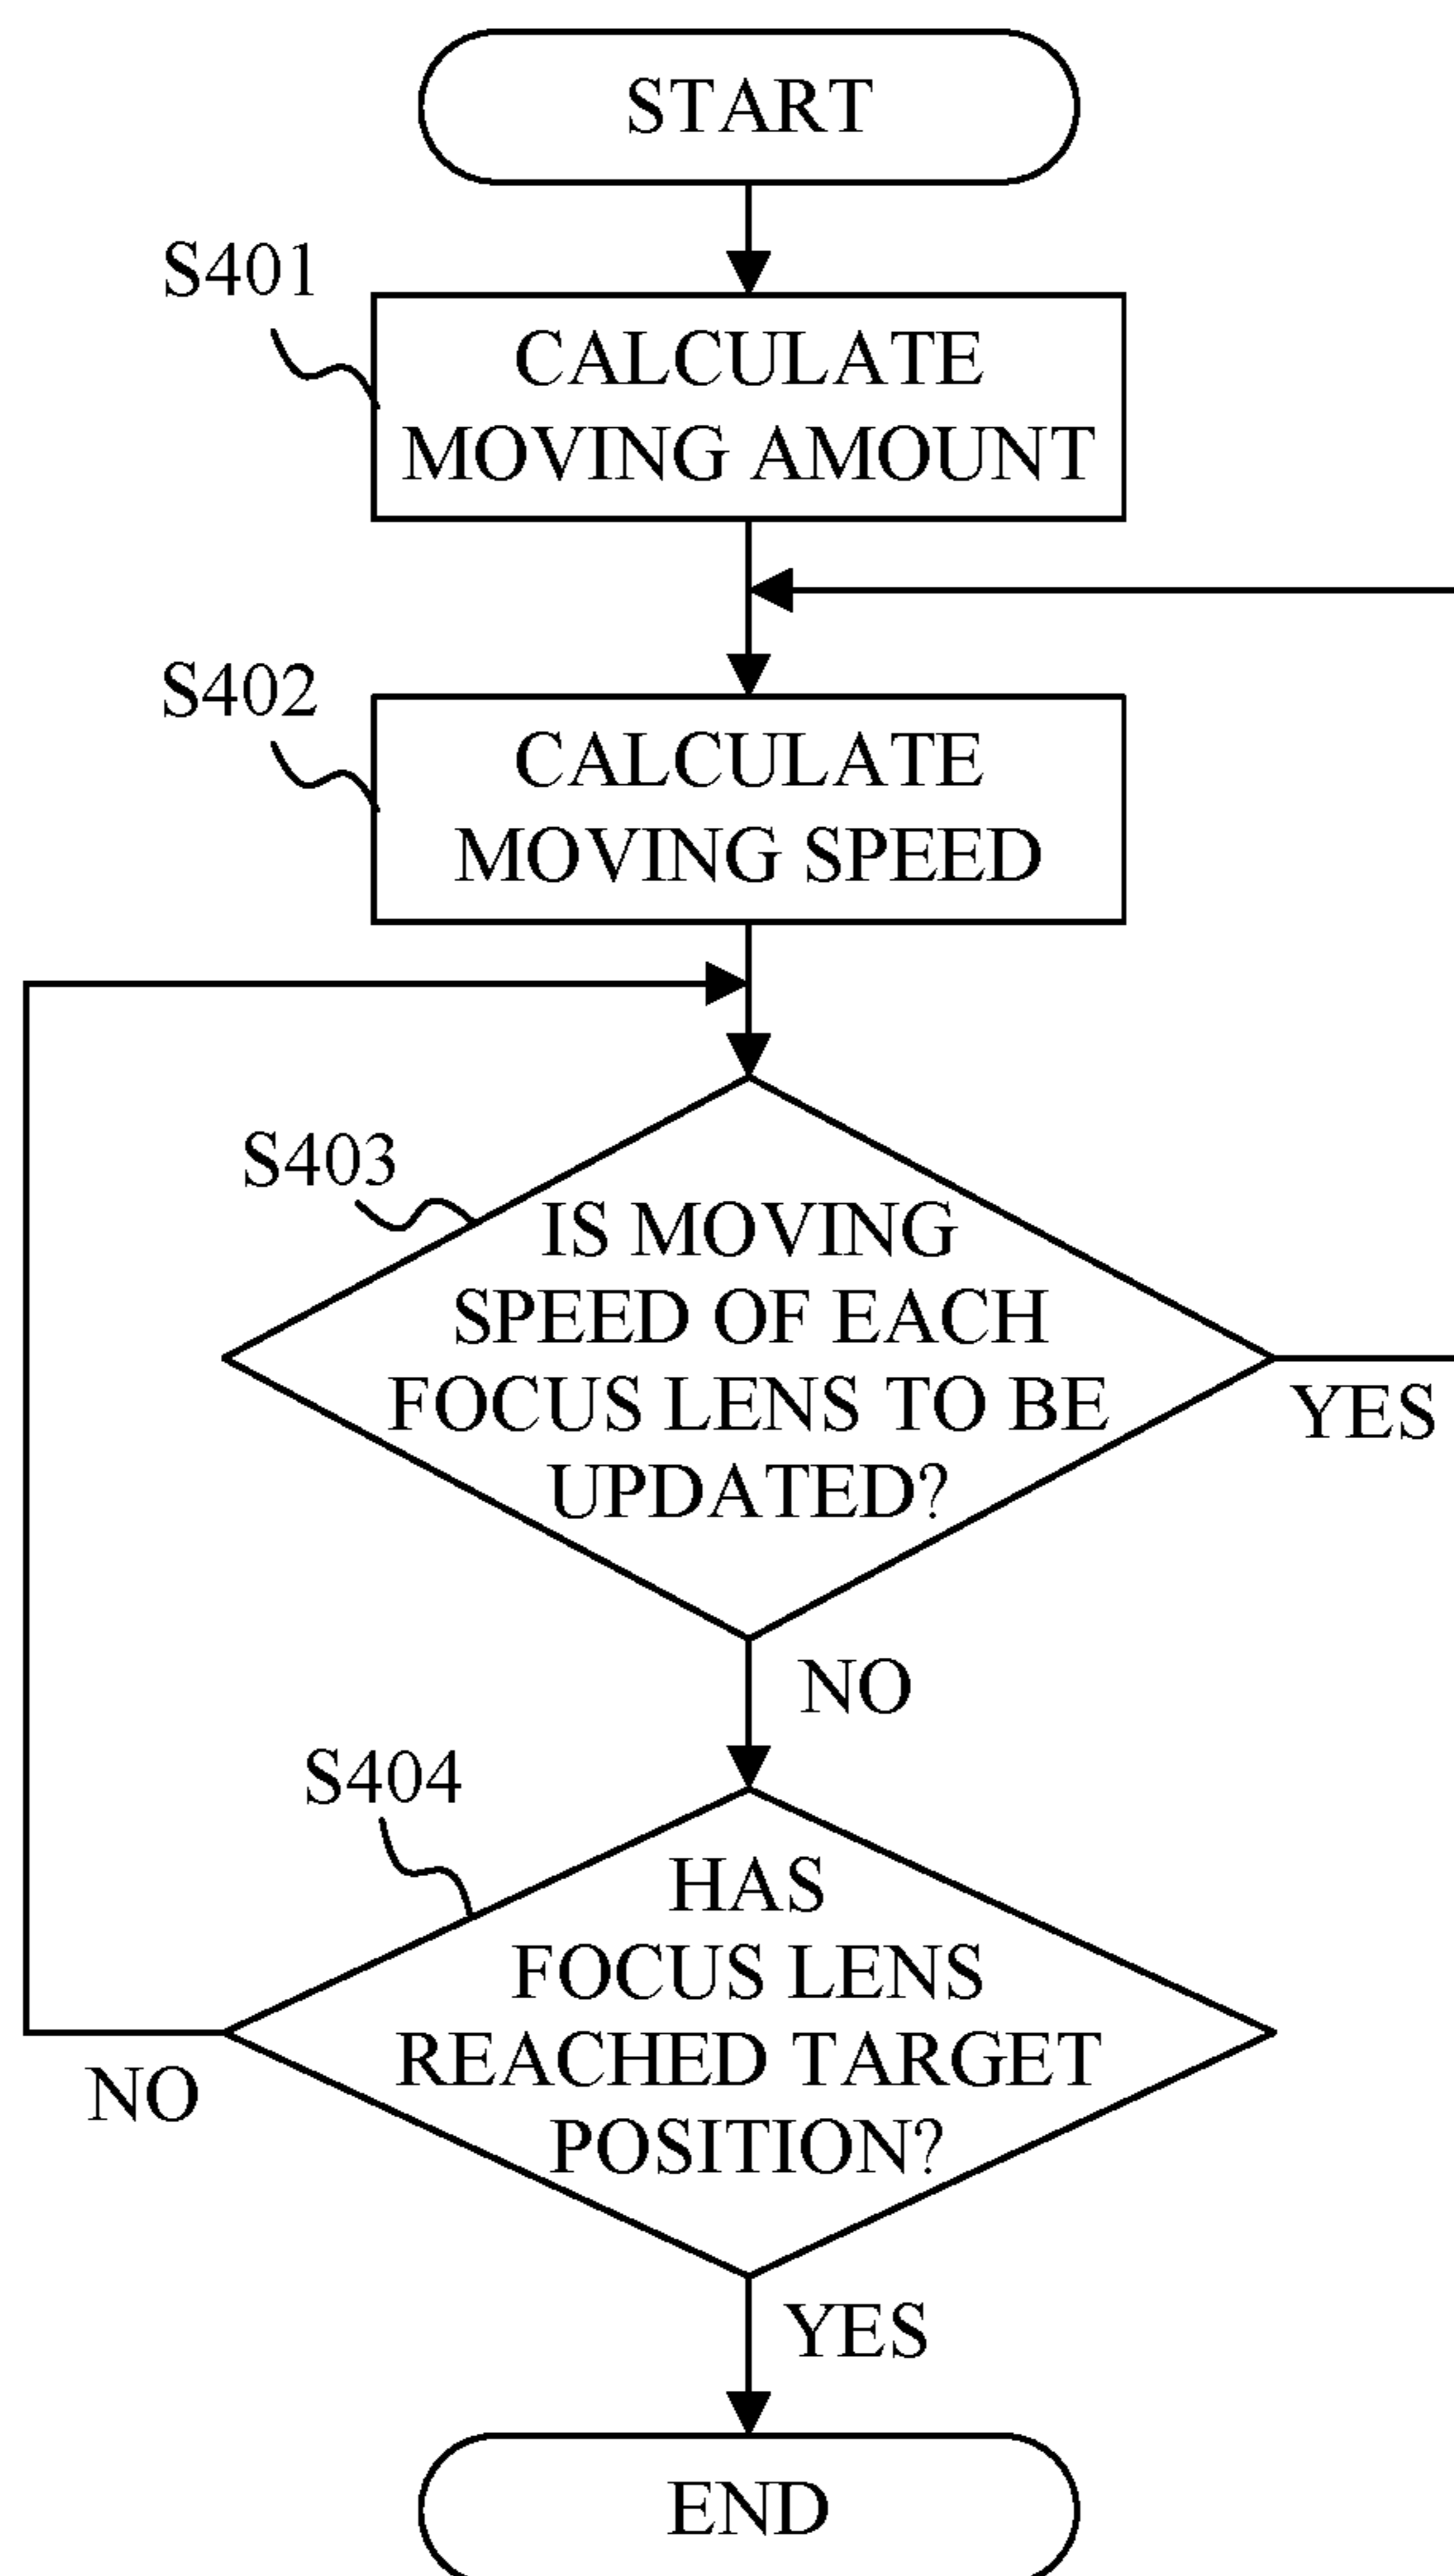 START
S401
CALCULATE
MOVING AMOUNT
S402
CALCULATE
MOVING SPEED
S403
IS MOVING
SPEED OF EACH
FOCUS LENS TO BE
UPDATED?
YES
NO
S404
HAS
FOCUS LENS
REACHED TARGET
POSITION?
NO
YES
END